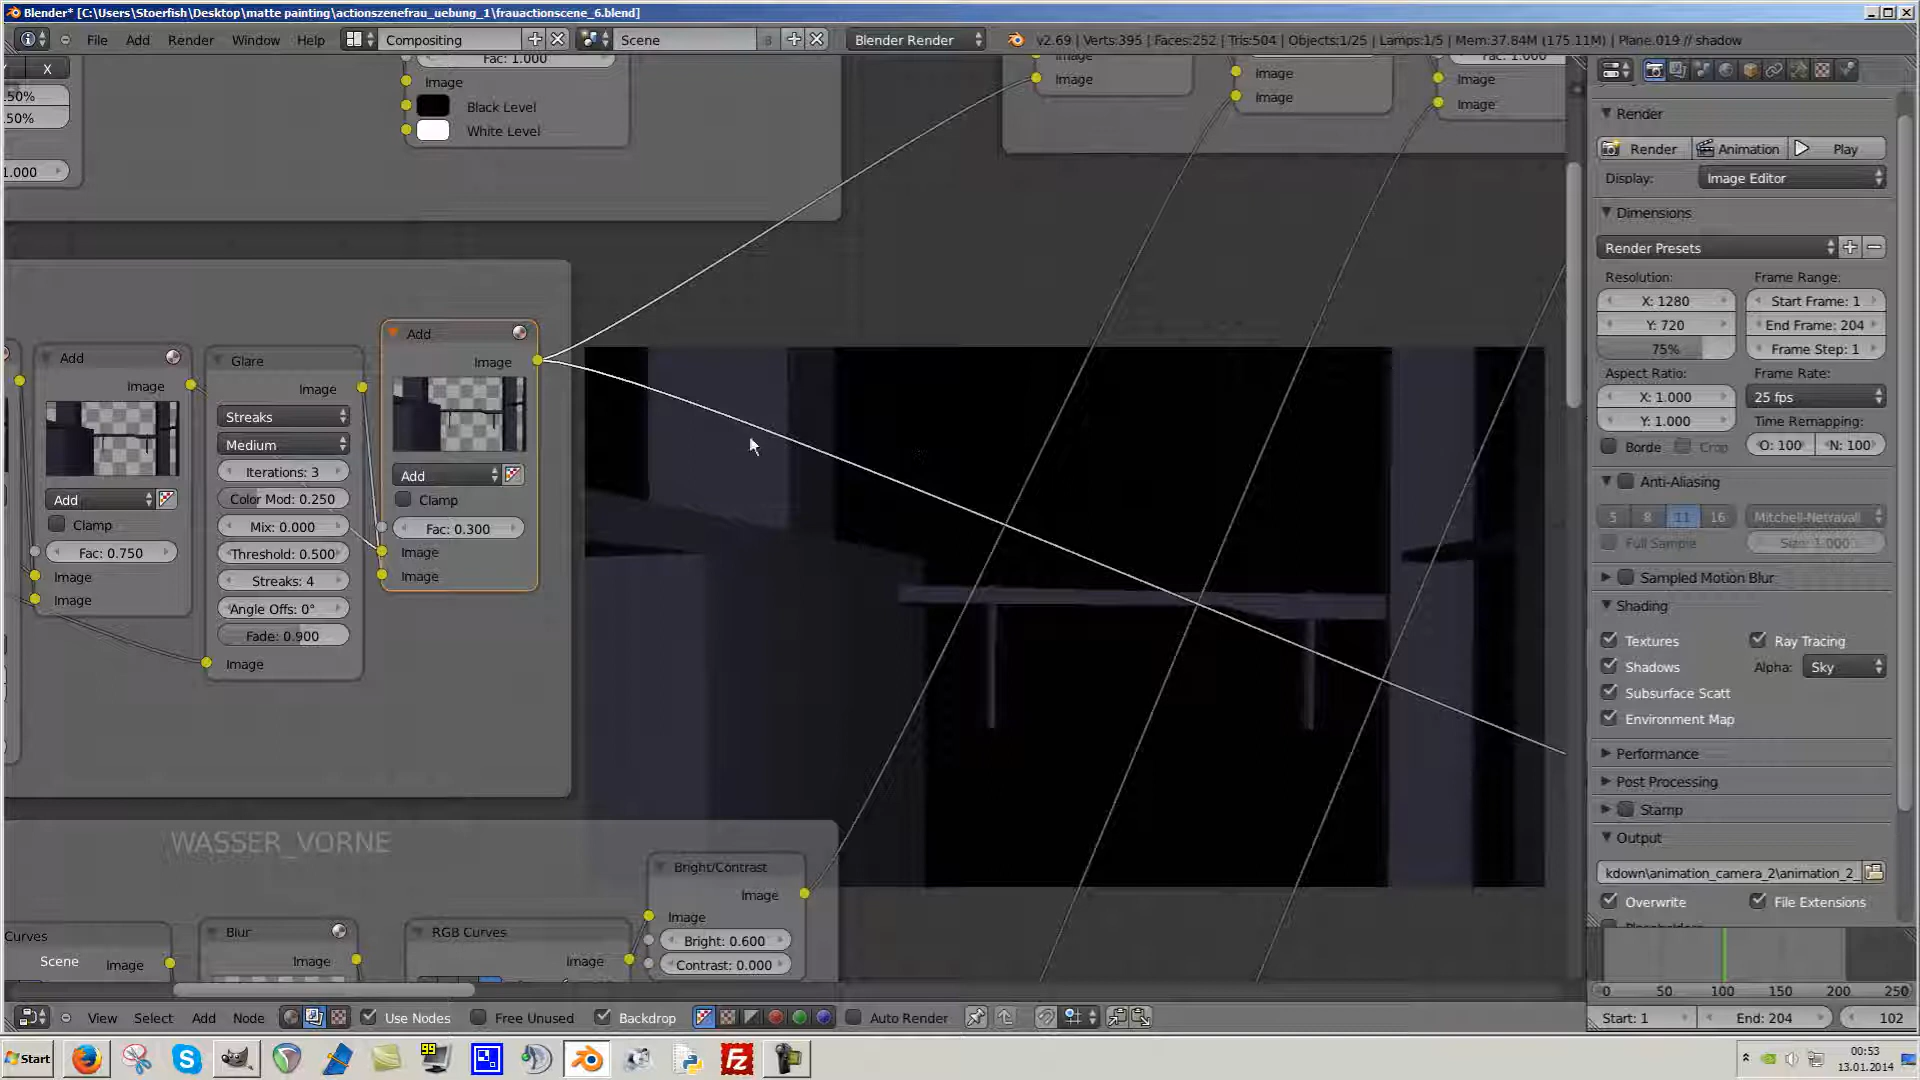 Blender* [C:\Users\Stoerfish\Desktop\matte painting\actionszenefrau_uebung_1\frauactionscene_6.blend]
File Add Render Window Help Compositing Scene 8 Blender Render v2.69 | Verts:395 | Faces:252 | Tris:504 | Objects:1/25 | Lamps:1/5 | Mem:37.84M (175.11M) | Plane.019 // shadow
X
.50%
.50%
1.000
Fac: 1.000
Image
Black Level
White Level
Image
Image
Image
Image
Fac: 1.000
Image
Image
Add
Image
Add
Clamp
Fac: 0.750
Image
Image
Glare
Image
Streaks
Medium
Iterations: 3
Color Mod: 0.250
Mix: 0.000
Threshold: 0.500
Streaks: 4
Angle Offs: 0°
Fade: 0.900
Image
Add
Image
Add
Clamp
Fac: 0.300
Image
Image
WASSER_VORNE
Curves
Scene
Image
Blur
Image
RGB Curves
Image
Bright/Contrast
Image
Image
Bright: 0.600
Contrast: 0.000
View Select Add Node Use Nodes Free Unused Backdrop Auto Render
Render
Render Animation Play
Display: Image Editor
Dimensions
Render Presets
Resolution: Frame Range:
X: 1280 Start Frame: 1
Y: 720 End Frame: 204
75% Frame Step: 1
Aspect Ratio: Frame Rate:
X: 1.000 25 fps
Y: 1.000 Time Remapping:
Borde Crop O: 100 N: 100
Anti-Aliasing
5 8 11 16 Mitchell-Netravali
Full Sample Size: 1.000
Sampled Motion Blur
Shading
Textures Ray Tracing
Shadows Alpha: Sky
Subsurface Scatt
Environment Map
Performance
Post Processing
Stamp
Output
kdown\animation_camera_2\animation_2_
Overwrite File Extensions
0 50 100 150 200 250
Start: 1 End: 204 102
Start 99 00:53
13.01.2014